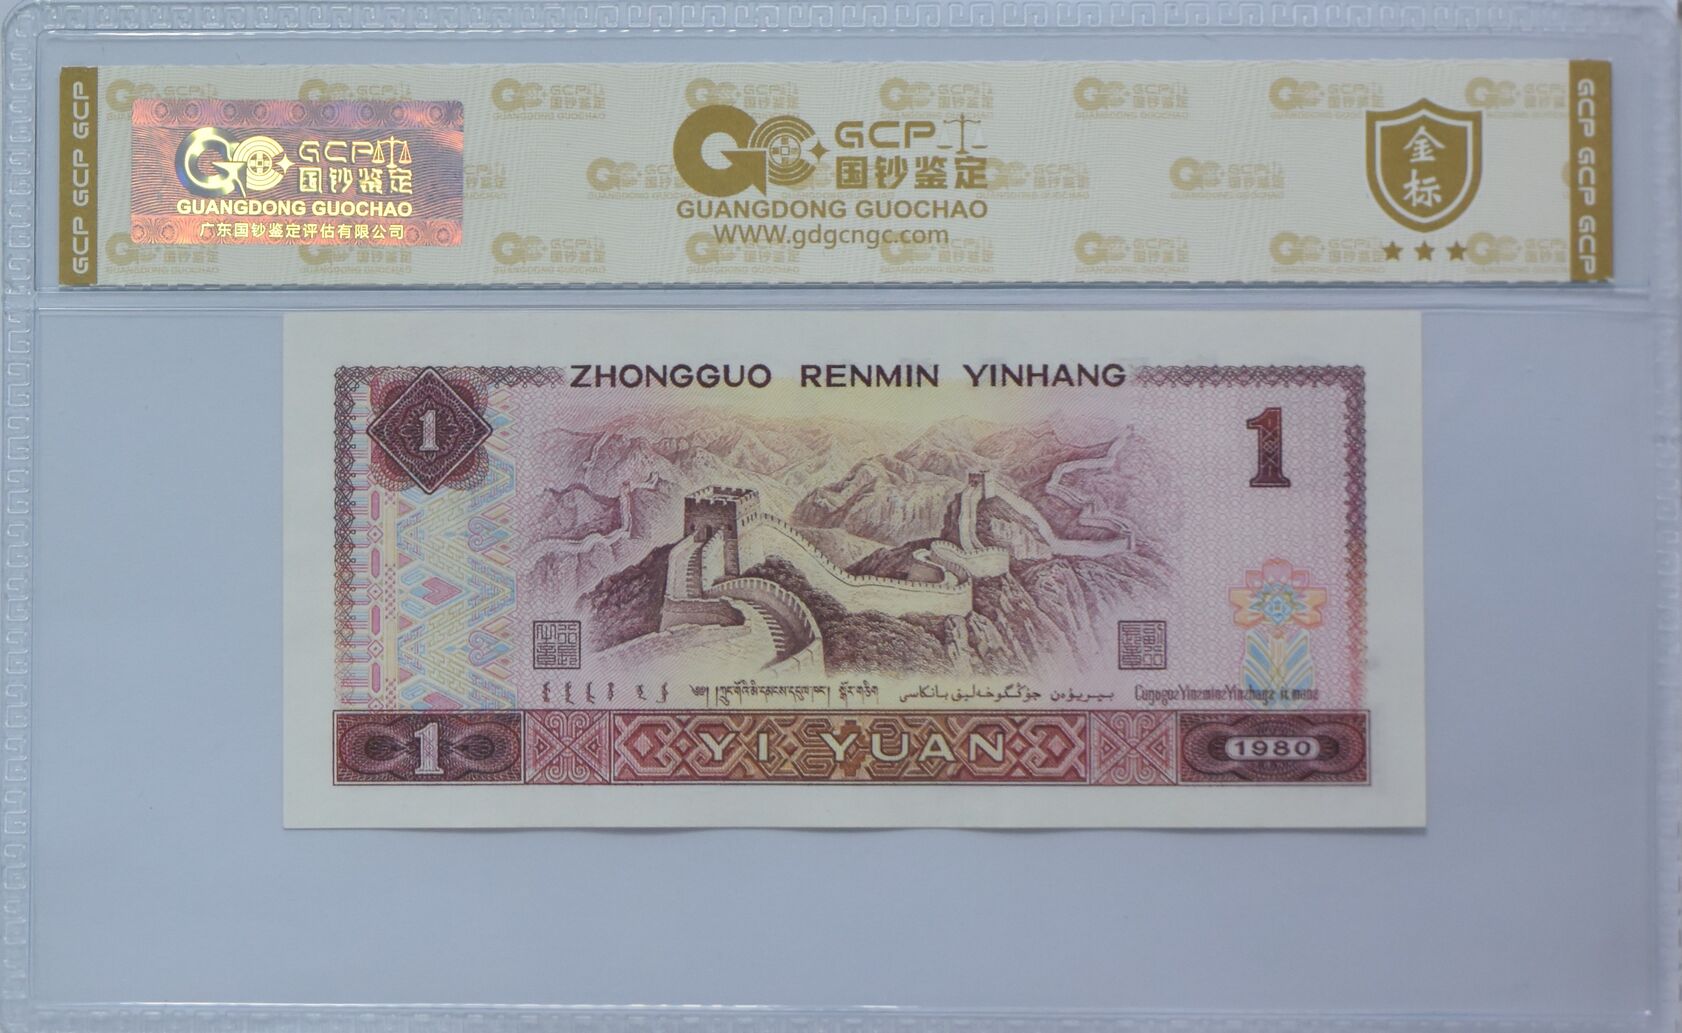 GCP GCP GCP
GCP
国钞鉴定
GUANGDONG GUOCHAO
广东国钞鉴定评估有限公司
GCP
国钞鉴定
GUANGDONG GUOCHAO
WWW.gdgcngc.com
金标
GCP GCP GCP
ZHONGGUO RENMIN YINHANG
1
1
1
YI YUAN
1980